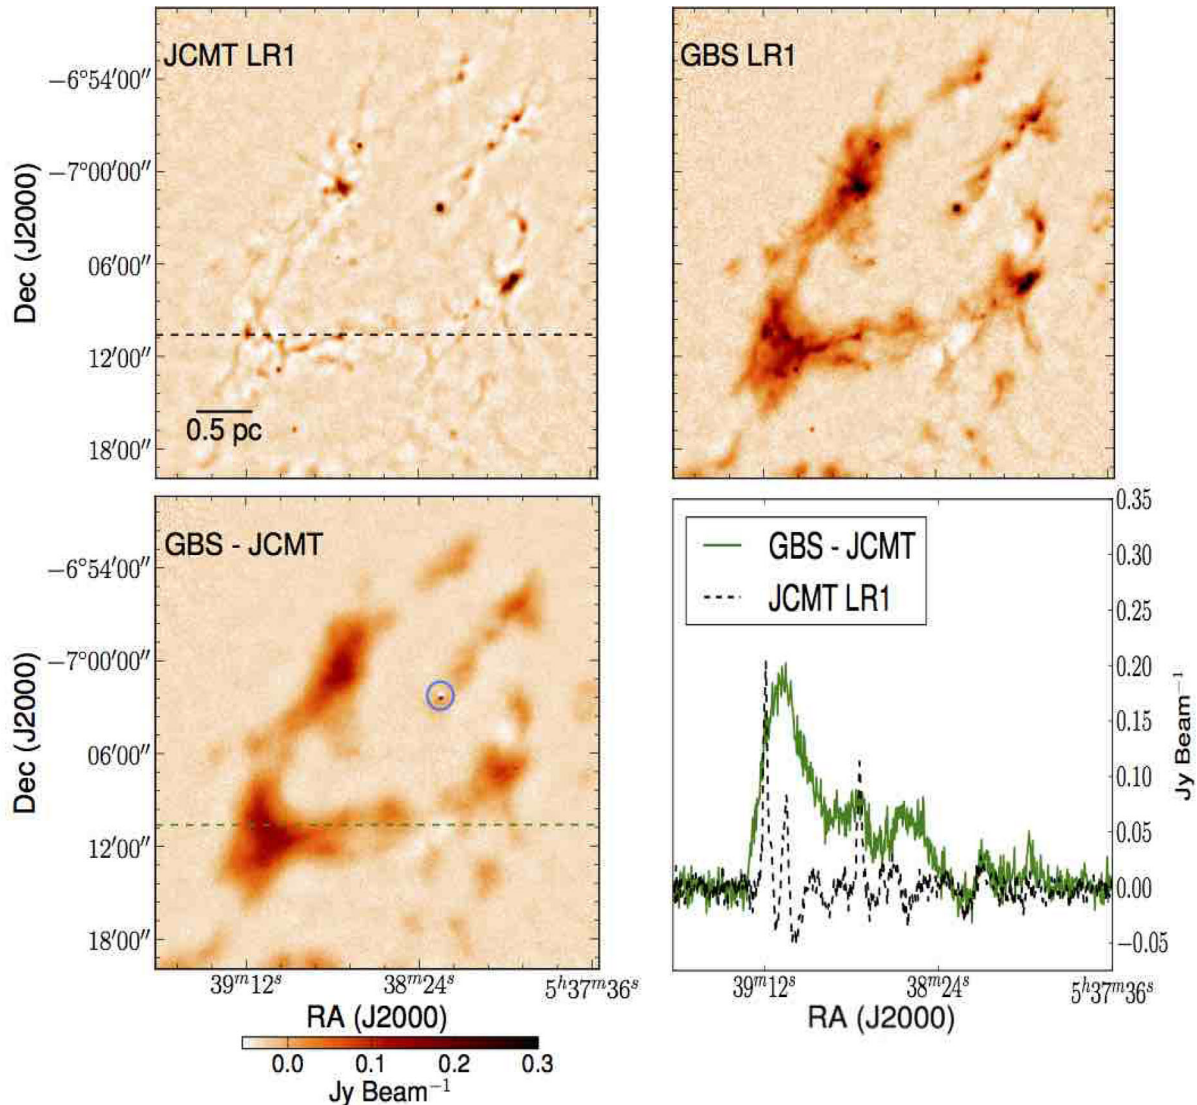 JCMT LR1
GBS LR1
−6°54′00″
−7°00′00″
06′00″
12′00″
18′00″
Dec (J2000)
0.5 pc
GBS - JCMT
−6°54′00″
−7°00′00″
06′00″
12′00″
18′00″
Dec (J2000)
39ᵐ12ˢ
38ᵐ24ˢ
5ʰ37ᵐ36ˢ
RA (J2000)
0.0
0.1
0.2
0.3
Jy Beam⁻¹
GBS - JCMT
JCMT LR1
0.35
0.30
0.25
0.20
0.15
0.10
0.05
0.00
−0.05
Jy Beam⁻¹
39ᵐ12ˢ
38ᵐ24ˢ
5ʰ37ᵐ36ˢ
RA (J2000)